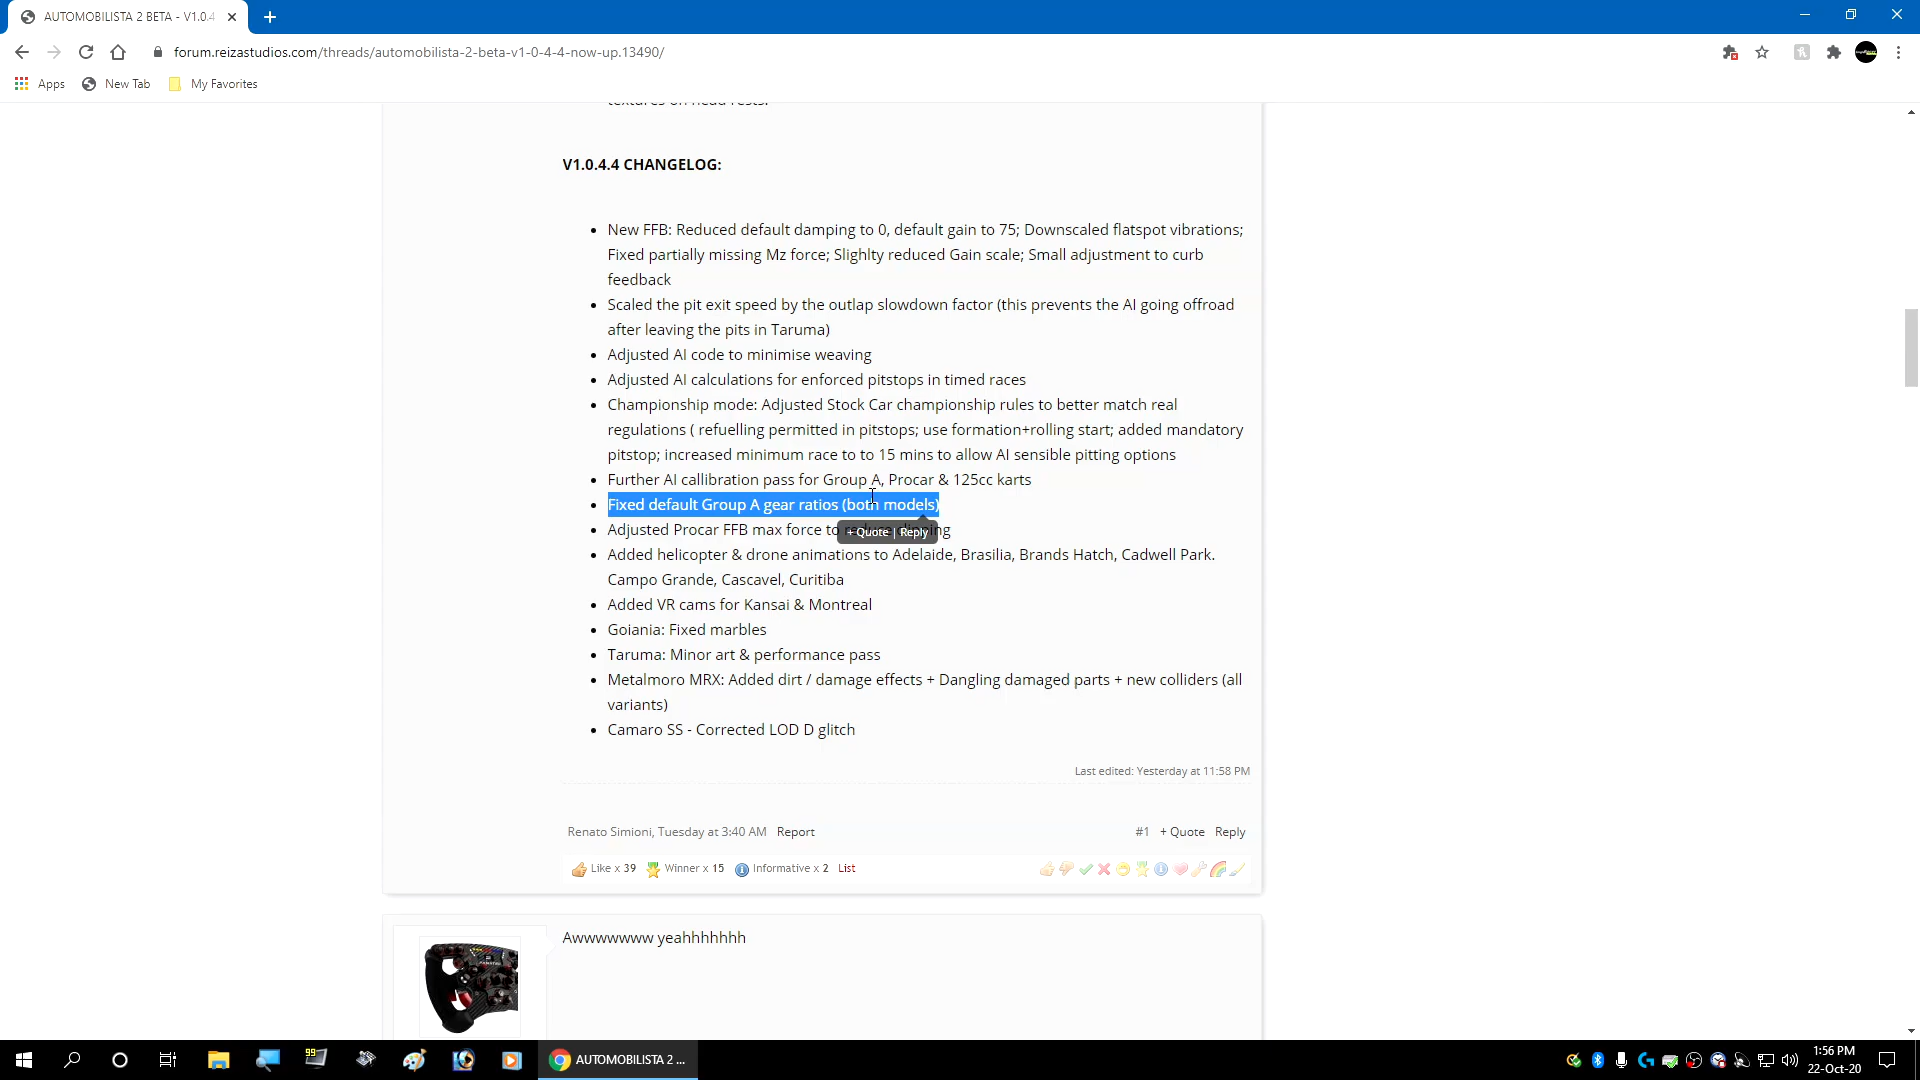 AUTOMOBILISTA 2 BETA - V1.0.4
forum.reizastudios.com/threads/automobilista-2-beta-v1-0-4-4-now-up.13490/
Apps New Tab My Favorites
textures on head rests.
V1.0.4.4 CHANGELOG:
New FFB: Reduced default damping to 0, default gain to 75; Downscaled flatspot vibrations;
Fixed partially missing Mz force; Slighlty reduced Gain scale; Small adjustment to curb
feedback
Scaled the pit exit speed by the outlap slowdown factor (this prevents the AI going offroad
after leaving the pits in Taruma)
Adjusted AI code to minimise weaving
Adjusted AI calculations for enforced pitstops in timed races
Championship mode: Adjusted Stock Car championship rules to better match real
regulations ( refuelling permitted in pitstops; use formation+rolling start; added mandatory
pitstop; increased minimum race to to 15 mins to allow AI sensible pitting options
Further AI callibration pass for Group A, Procar & 125cc karts
Fixed default Group A gear ratios (both models)
Adjusted Procar FFB max force to reduce clipping
+ Quote | Reply
Added helicopter & drone animations to Adelaide, Brasilia, Brands Hatch, Cadwell Park.
Campo Grande, Cascavel, Curitiba
Added VR cams for Kansai & Montreal
Goiania: Fixed marbles
Taruma: Minor art & performance pass
Metalmoro MRX: Added dirt / damage effects + Dangling damaged parts + new colliders (all
variants)
Camaro SS - Corrected LOD D glitch
Last edited: Yesterday at 11:58 PM
Renato Simioni, Tuesday at 3:40 AM Report #1 + Quote Reply
Like x 39 Winner x 15 Informative x 2 List
Awwwwwww yeahhhhhhh
99
AUTOMOBILISTA 2 ...
1:56 PM
22-Oct-20